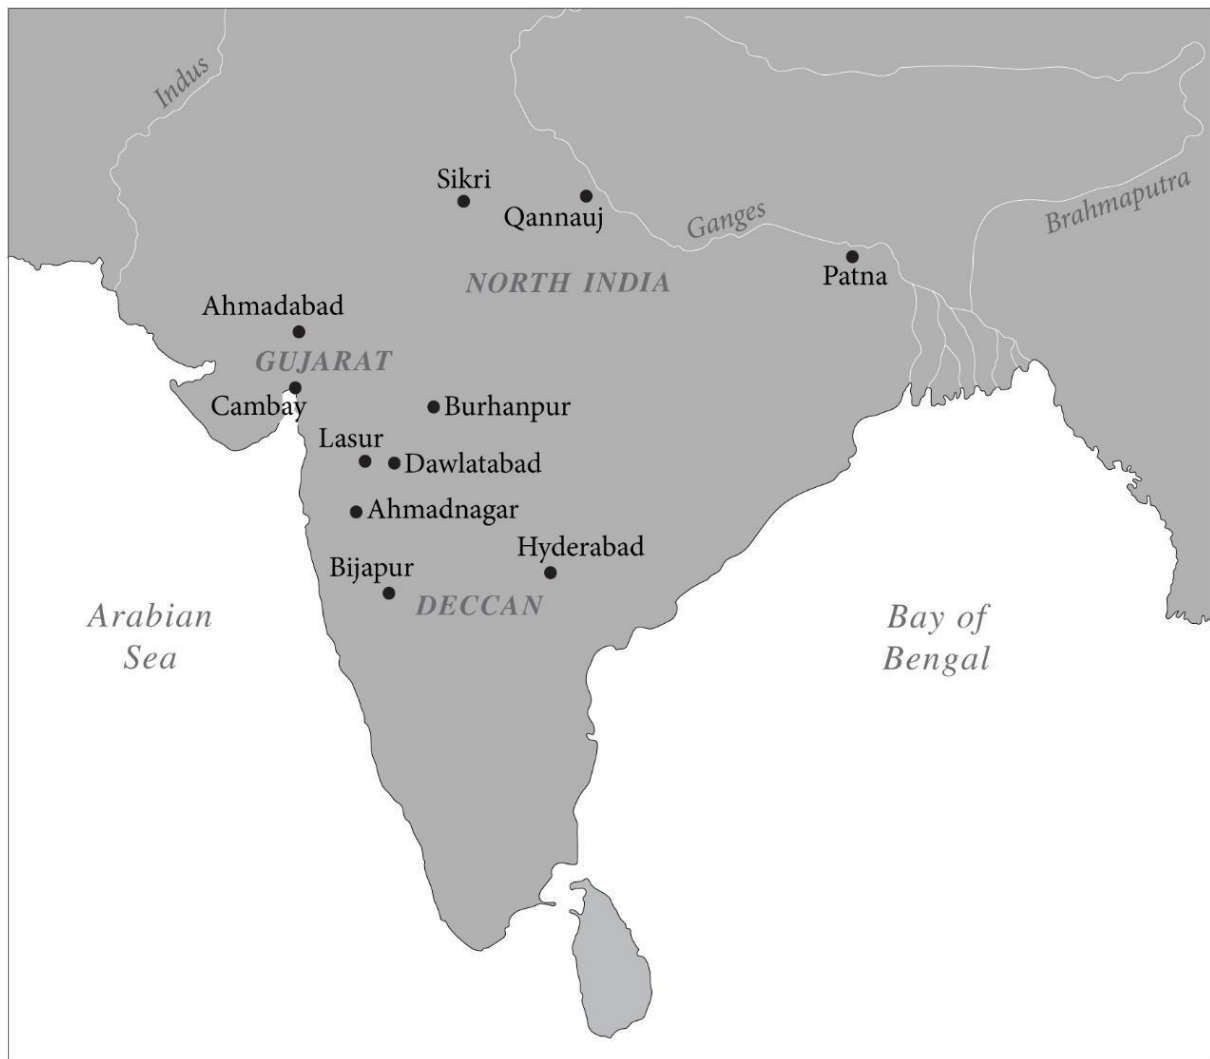 Indus
Sikri
Qannauj
Ganges
Brahmaputra
NORTH INDIA
Patna
Ahmadabad
GUJARAT
Cambay
Burhanpur
Lasur
Dawlatabad
Ahmadnagar
Hyderabad
Bijapur
DECCAN
Arabian
Sea
Bay of
Bengal